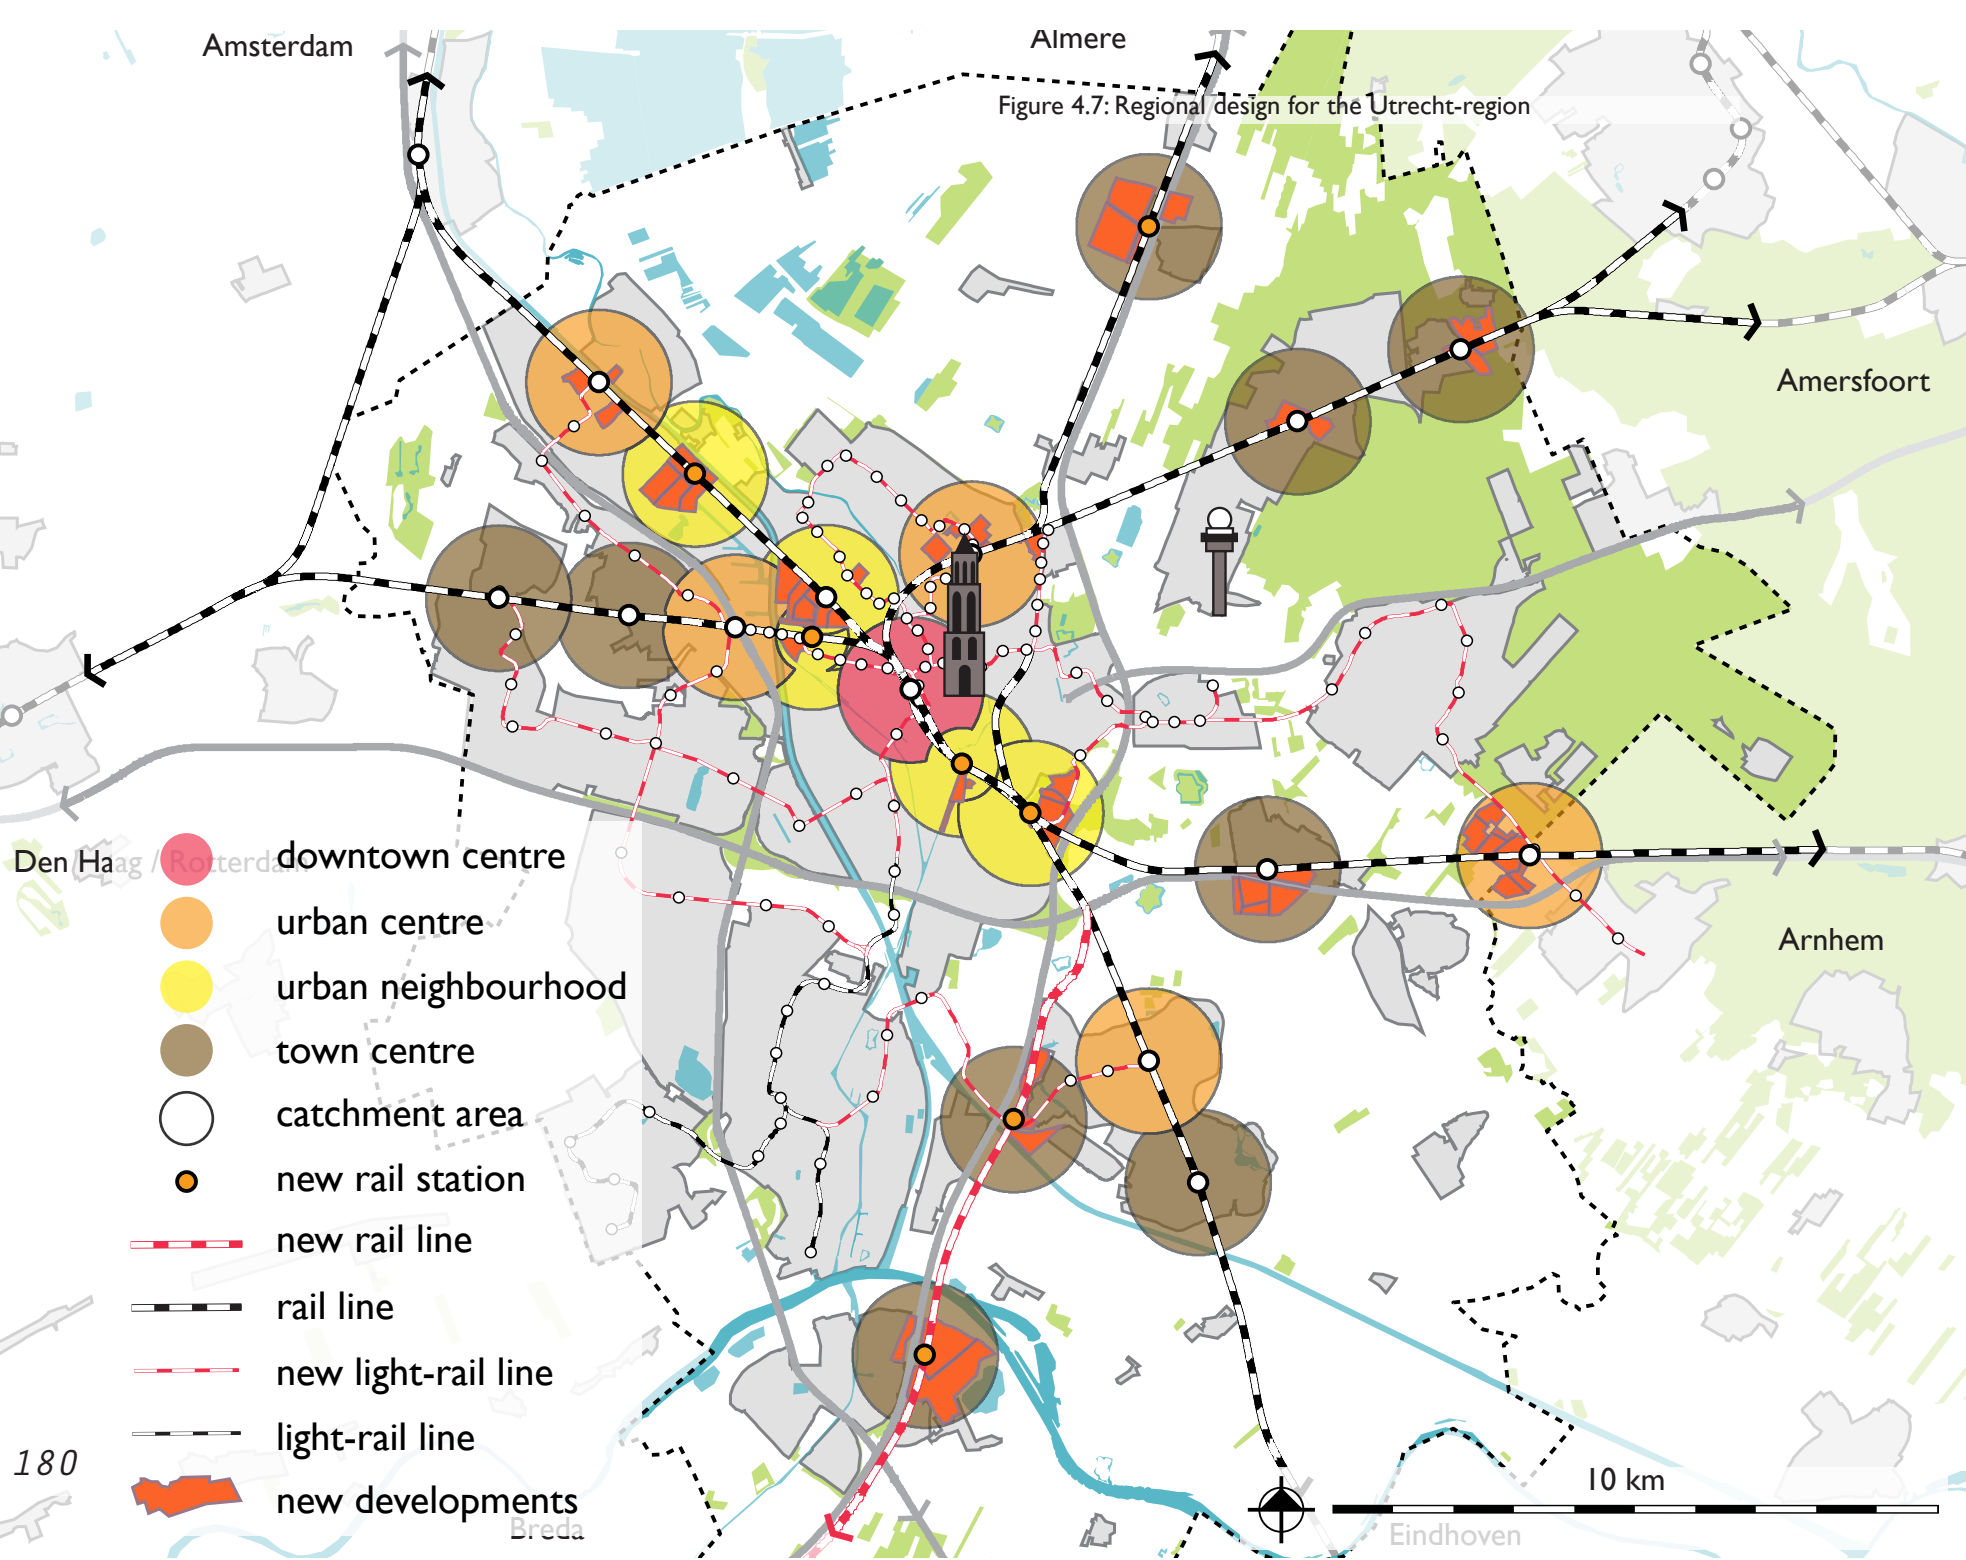 Amsterdam
Almere
Figure 4.7: Regional design for the Utrecht-region
Amersfoort
Den Haag / Rotterdam
downtown centre
urban centre
urban neighbourhood
town centre
catchment area
new rail station
new rail line
rail line
new light-rail line
light-rail line
new developments
Arnhem
180
10 km
Breda
Eindhoven